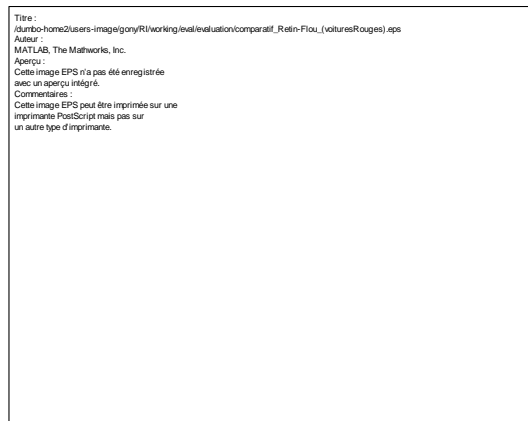 Titre :
/dumbo-home2/users-image/gony/RI/working/eval/evaluation/comparatif_Retin-Flou_(voituresRouges).eps
Auteur :
MATLAB, The Mathworks, Inc.
Aperçu :
Cette image EPS n'a pas été enregistrée
avec un aperçu intégré.
Commentaires :
Cette image EPS peut être imprimée sur une
imprimante PostScript mais pas sur
un autre type d'imprimante.